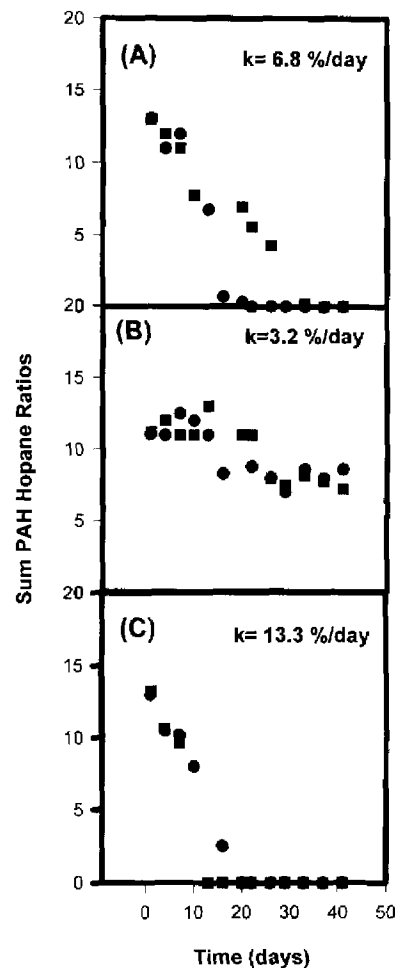 20
(A)
k= 6.8 %/day
15
10
5
20
(B)
k=3.2 %/day
15
10
5
20
(C)
k= 13.3 %/day
15
10
5
0
0 10 20 30 40 50
Time (days)
Sum PAH Hopane Ratios